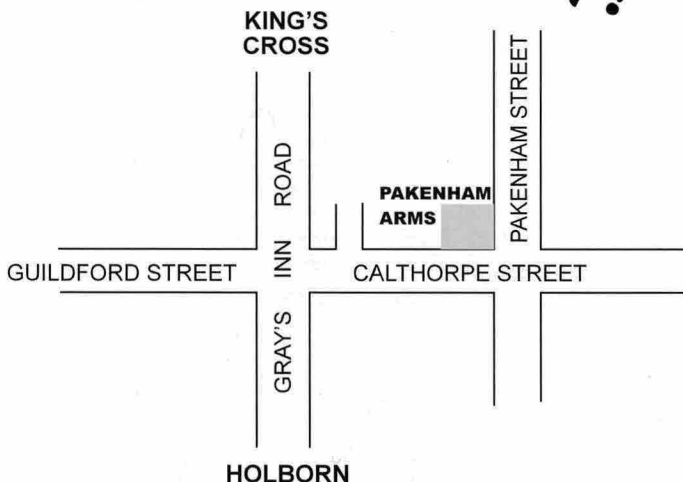 KING'S
CROSS
PAKENHAM STREET
GRAY'S INN ROAD
PAKENHAM
ARMS
GUILDFORD STREET
CALTHORPE STREET
HOLBORN